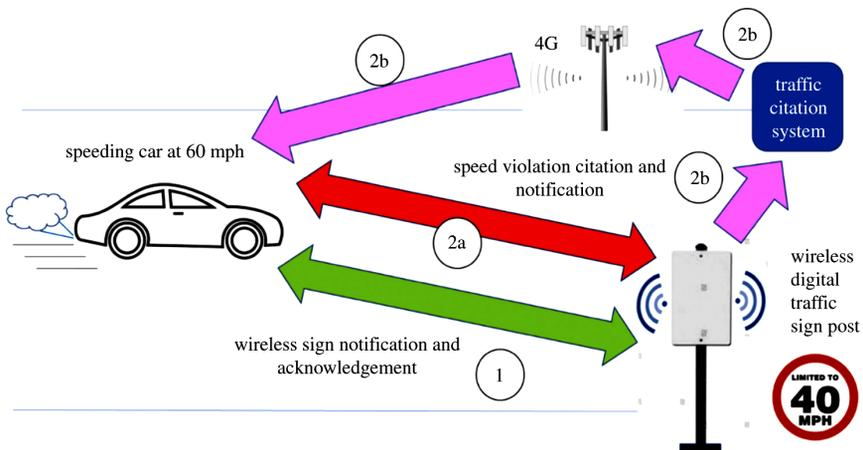 2b
4G
2b
traffic
citation
system
speeding car at 60 mph
speed violation citation and
notification
2b
2a
wireless
digital
traffic
sign post
wireless sign notification and
acknowledgement
1
LIMITED TO
40
MPH